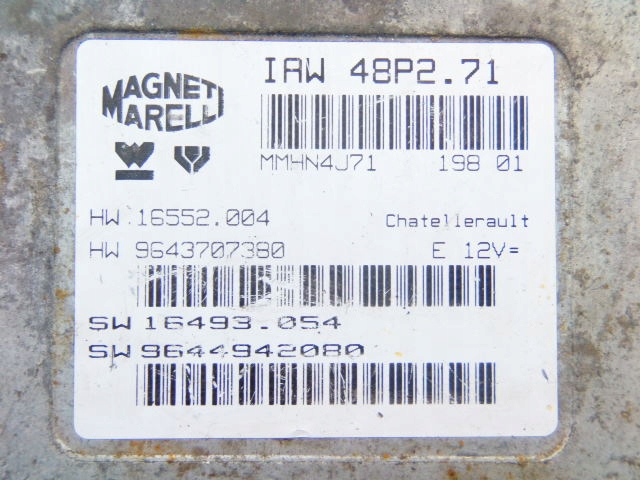 MAGNETI
MARELLI
IAW 48P2.71
MMHN4J71 198 01
HW 16552.004 Chatellerault
HW 9643707380 E 12V=
SW 16493.054
SW 9644942080